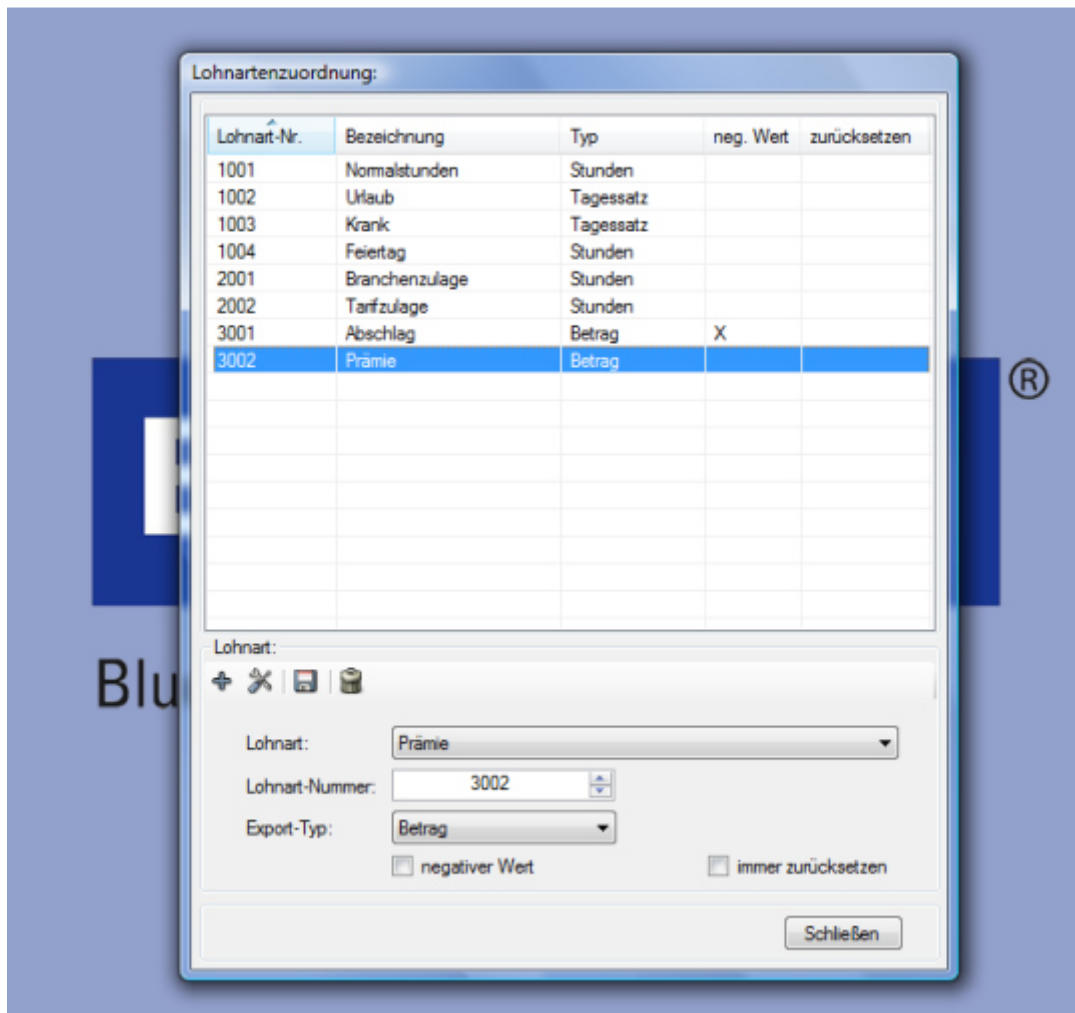 Lohnartenzuordnung:
Lohnart-Nr. Bezeichnung Typ neg. Wert zurücksetzen
1001 Normalstunden Stunden
1002 Urlaub Tagessatz
1003 Krank Tagessatz
1004 Feiertag Stunden
2001 Branchenzulage Stunden
2002 Tarifzulage Stunden
3001 Abschlag Betrag X
3002 Prämie Betrag
®
Blu
Lohnart:
Lohnart: Prämie
Lohnart-Nummer: 3002
Export-Typ: Betrag
negativer Wert immer zurücksetzen
Schließen